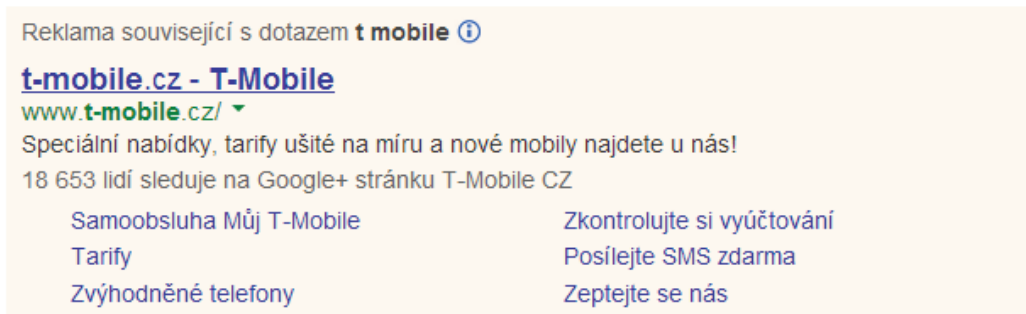 Reklama související s dotazem t mobile
t-mobile.cz - T-Mobile
www.t-mobile.cz/
Speciální nabídky, tarify ušité na míru a nové mobily najdete u nás!
18 653 lidí sleduje na Google+ stránku T-Mobile CZ
Samoobsluha Můj T-Mobile Zkontrolujte si vyúčtování
Tarify Posílejte SMS zdarma
Zvýhodněné telefony Zeptejte se nás